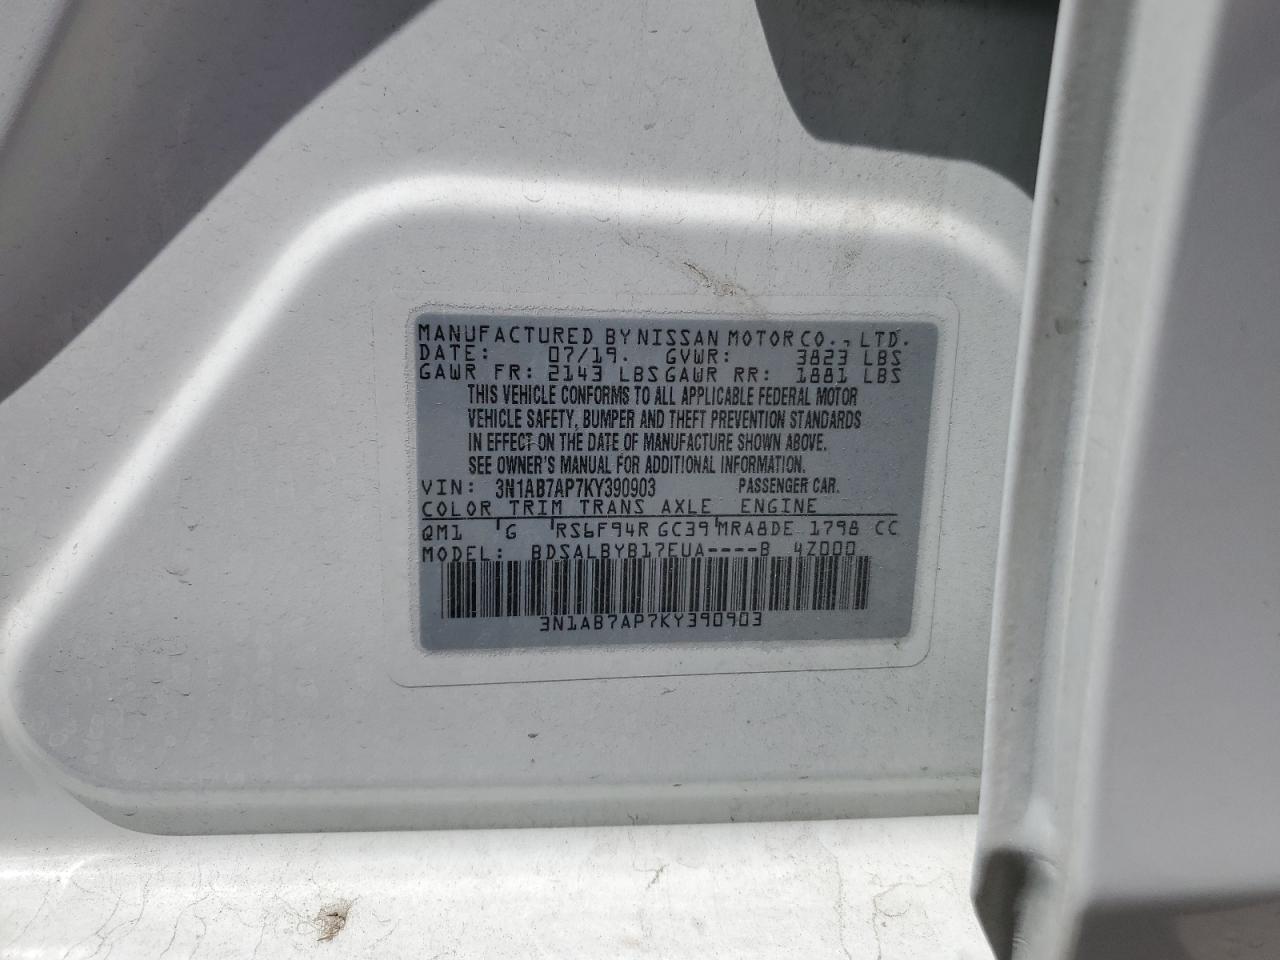 MANUFACTURED BY NISSAN MOTOR CO., LTD.
DATE: 07/19. GVWR: 3823 LBS
GAWR FR: 2143 LBS GAWR RR: 1881 LBS
THIS VEHICLE CONFORMS TO ALL APPLICABLE FEDERAL MOTOR
VEHICLE SAFETY, BUMPER AND THEFT PREVENTION STANDARDS
IN EFFECT ON THE DATE OF MANUFACTURE SHOWN ABOVE.
SEE OWNER'S MANUAL FOR ADDITIONAL INFORMATION.
VIN: 3N1AB7AP7KY390903 PASSENGER CAR.
COLOR TRIM TRANS AXLE ENGINE
QM1 G RS6F94R GC39 MRA8DE 1798 CC
MODEL: BDSALBYB17EUA----B 4Z000
3N1AB7AP7KY390903